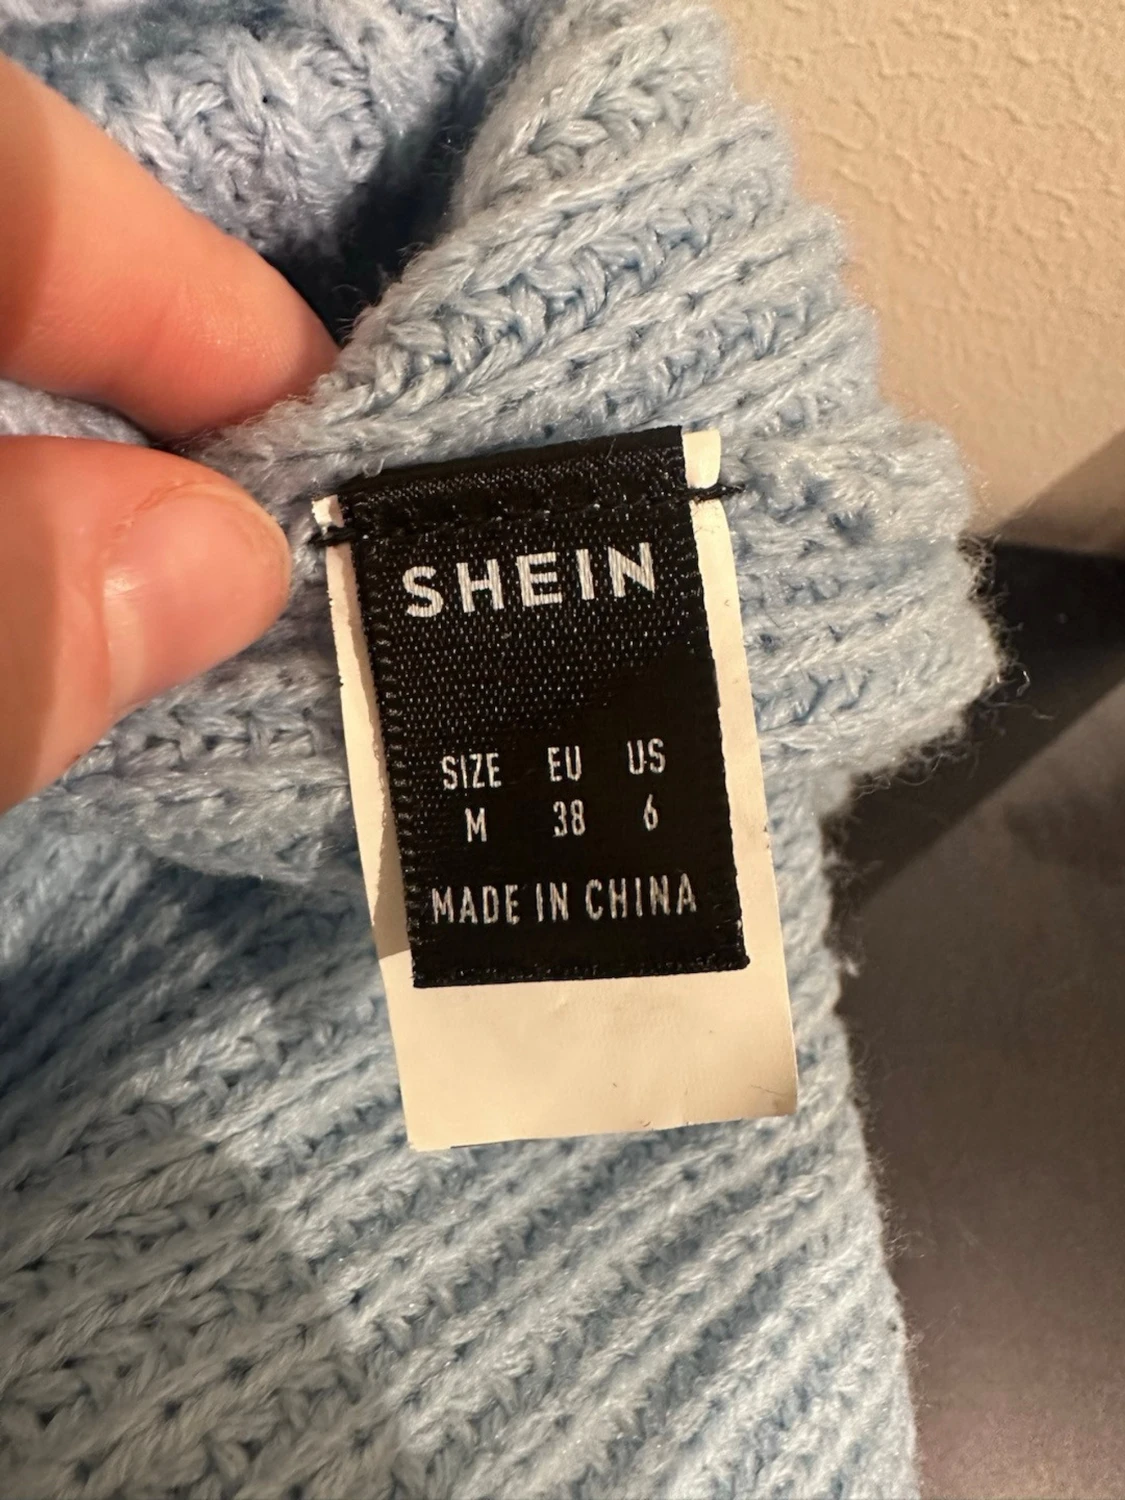 SHEIN
SIZE EU US
M 38 6
MADE IN CHINA